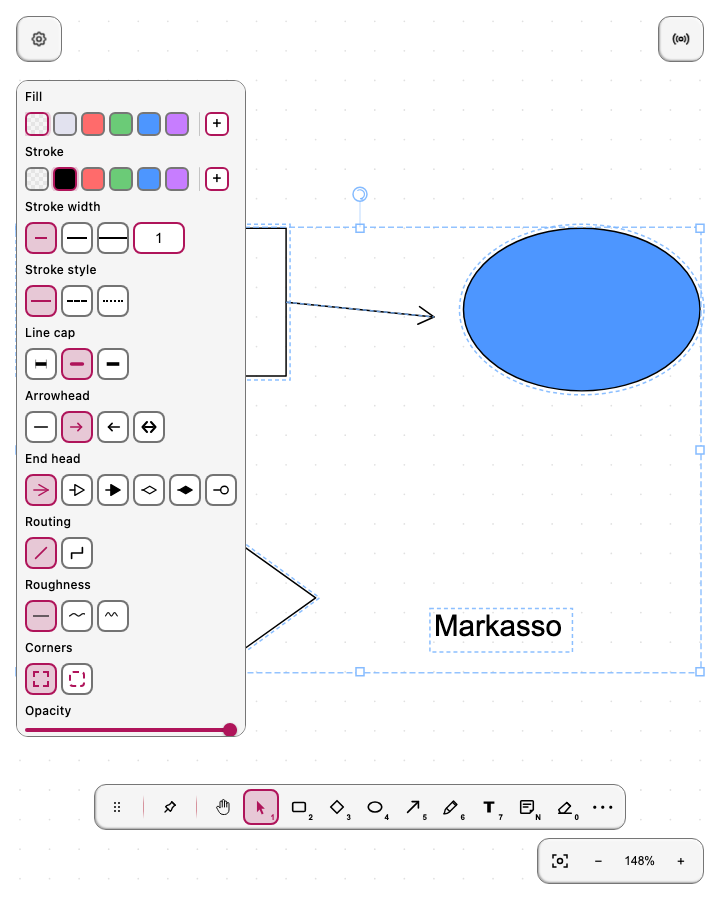 Fill
+
Stroke
+
Stroke width
1
Stroke style
Line cap
Arrowhead
End head
Routing
Roughness
Corners
Opacity
Markasso
1 2 3 4 5 6 T 7 N 0
− 148% +